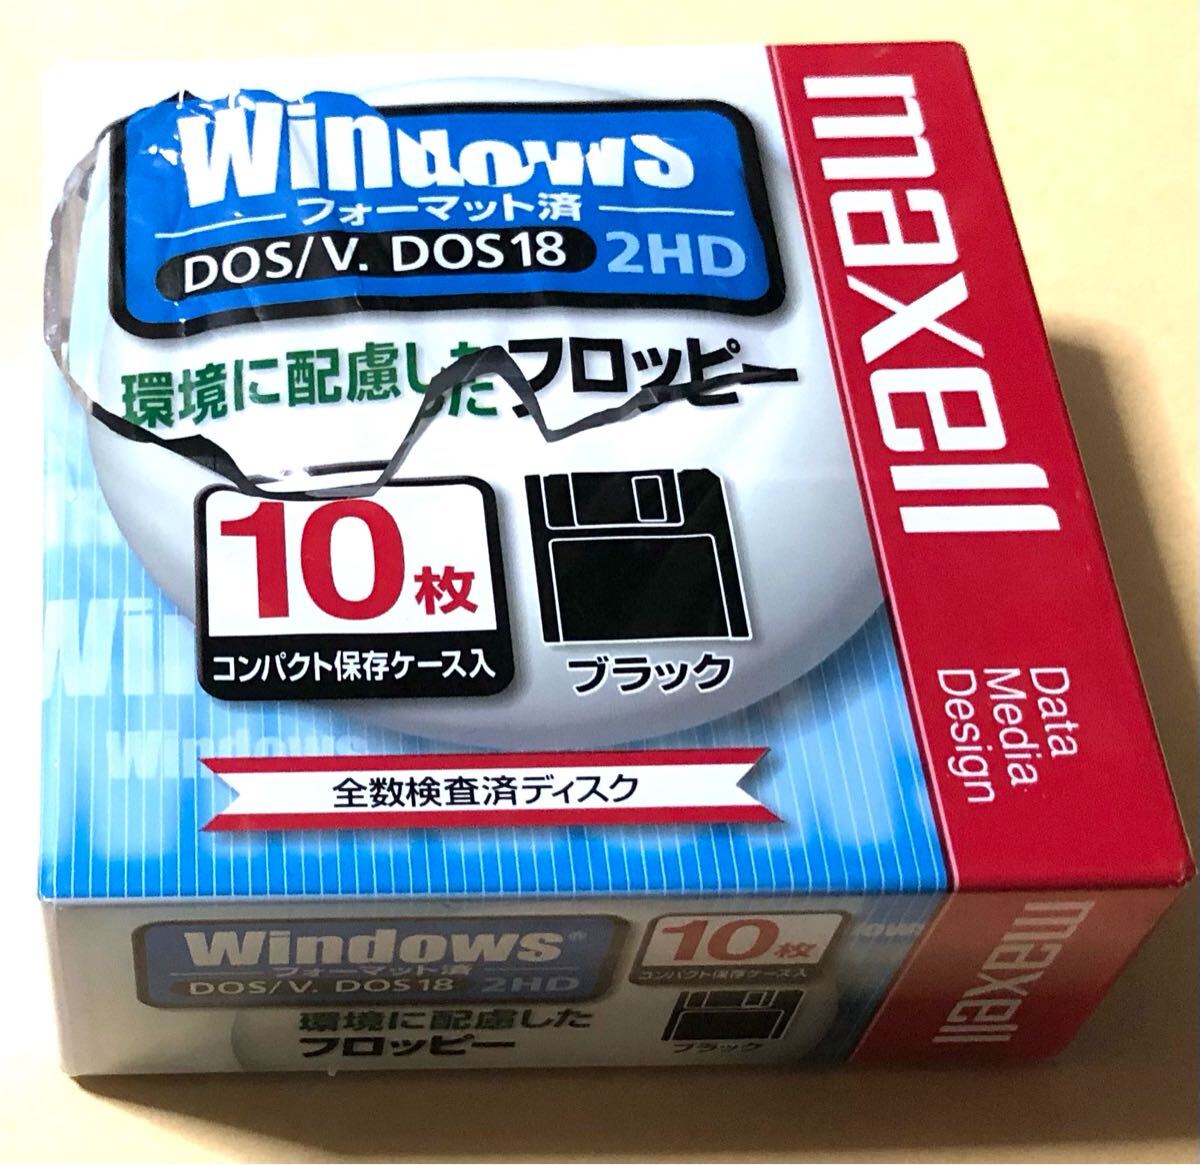 Windows
フォーマット済
DOS/V. DOS18 2HD
環境に配慮した フロッピー
10枚
コンパクト保存ケース入
ブラック
全数検査済ディスク
maxell
Data
Media
Design
Windows
Windows
Windows®
フォーマット済
DOS/V. DOS18 2HD
環境に配慮した
フロッピー
10枚
コンパクト保存ケース入
ブラック
maxell